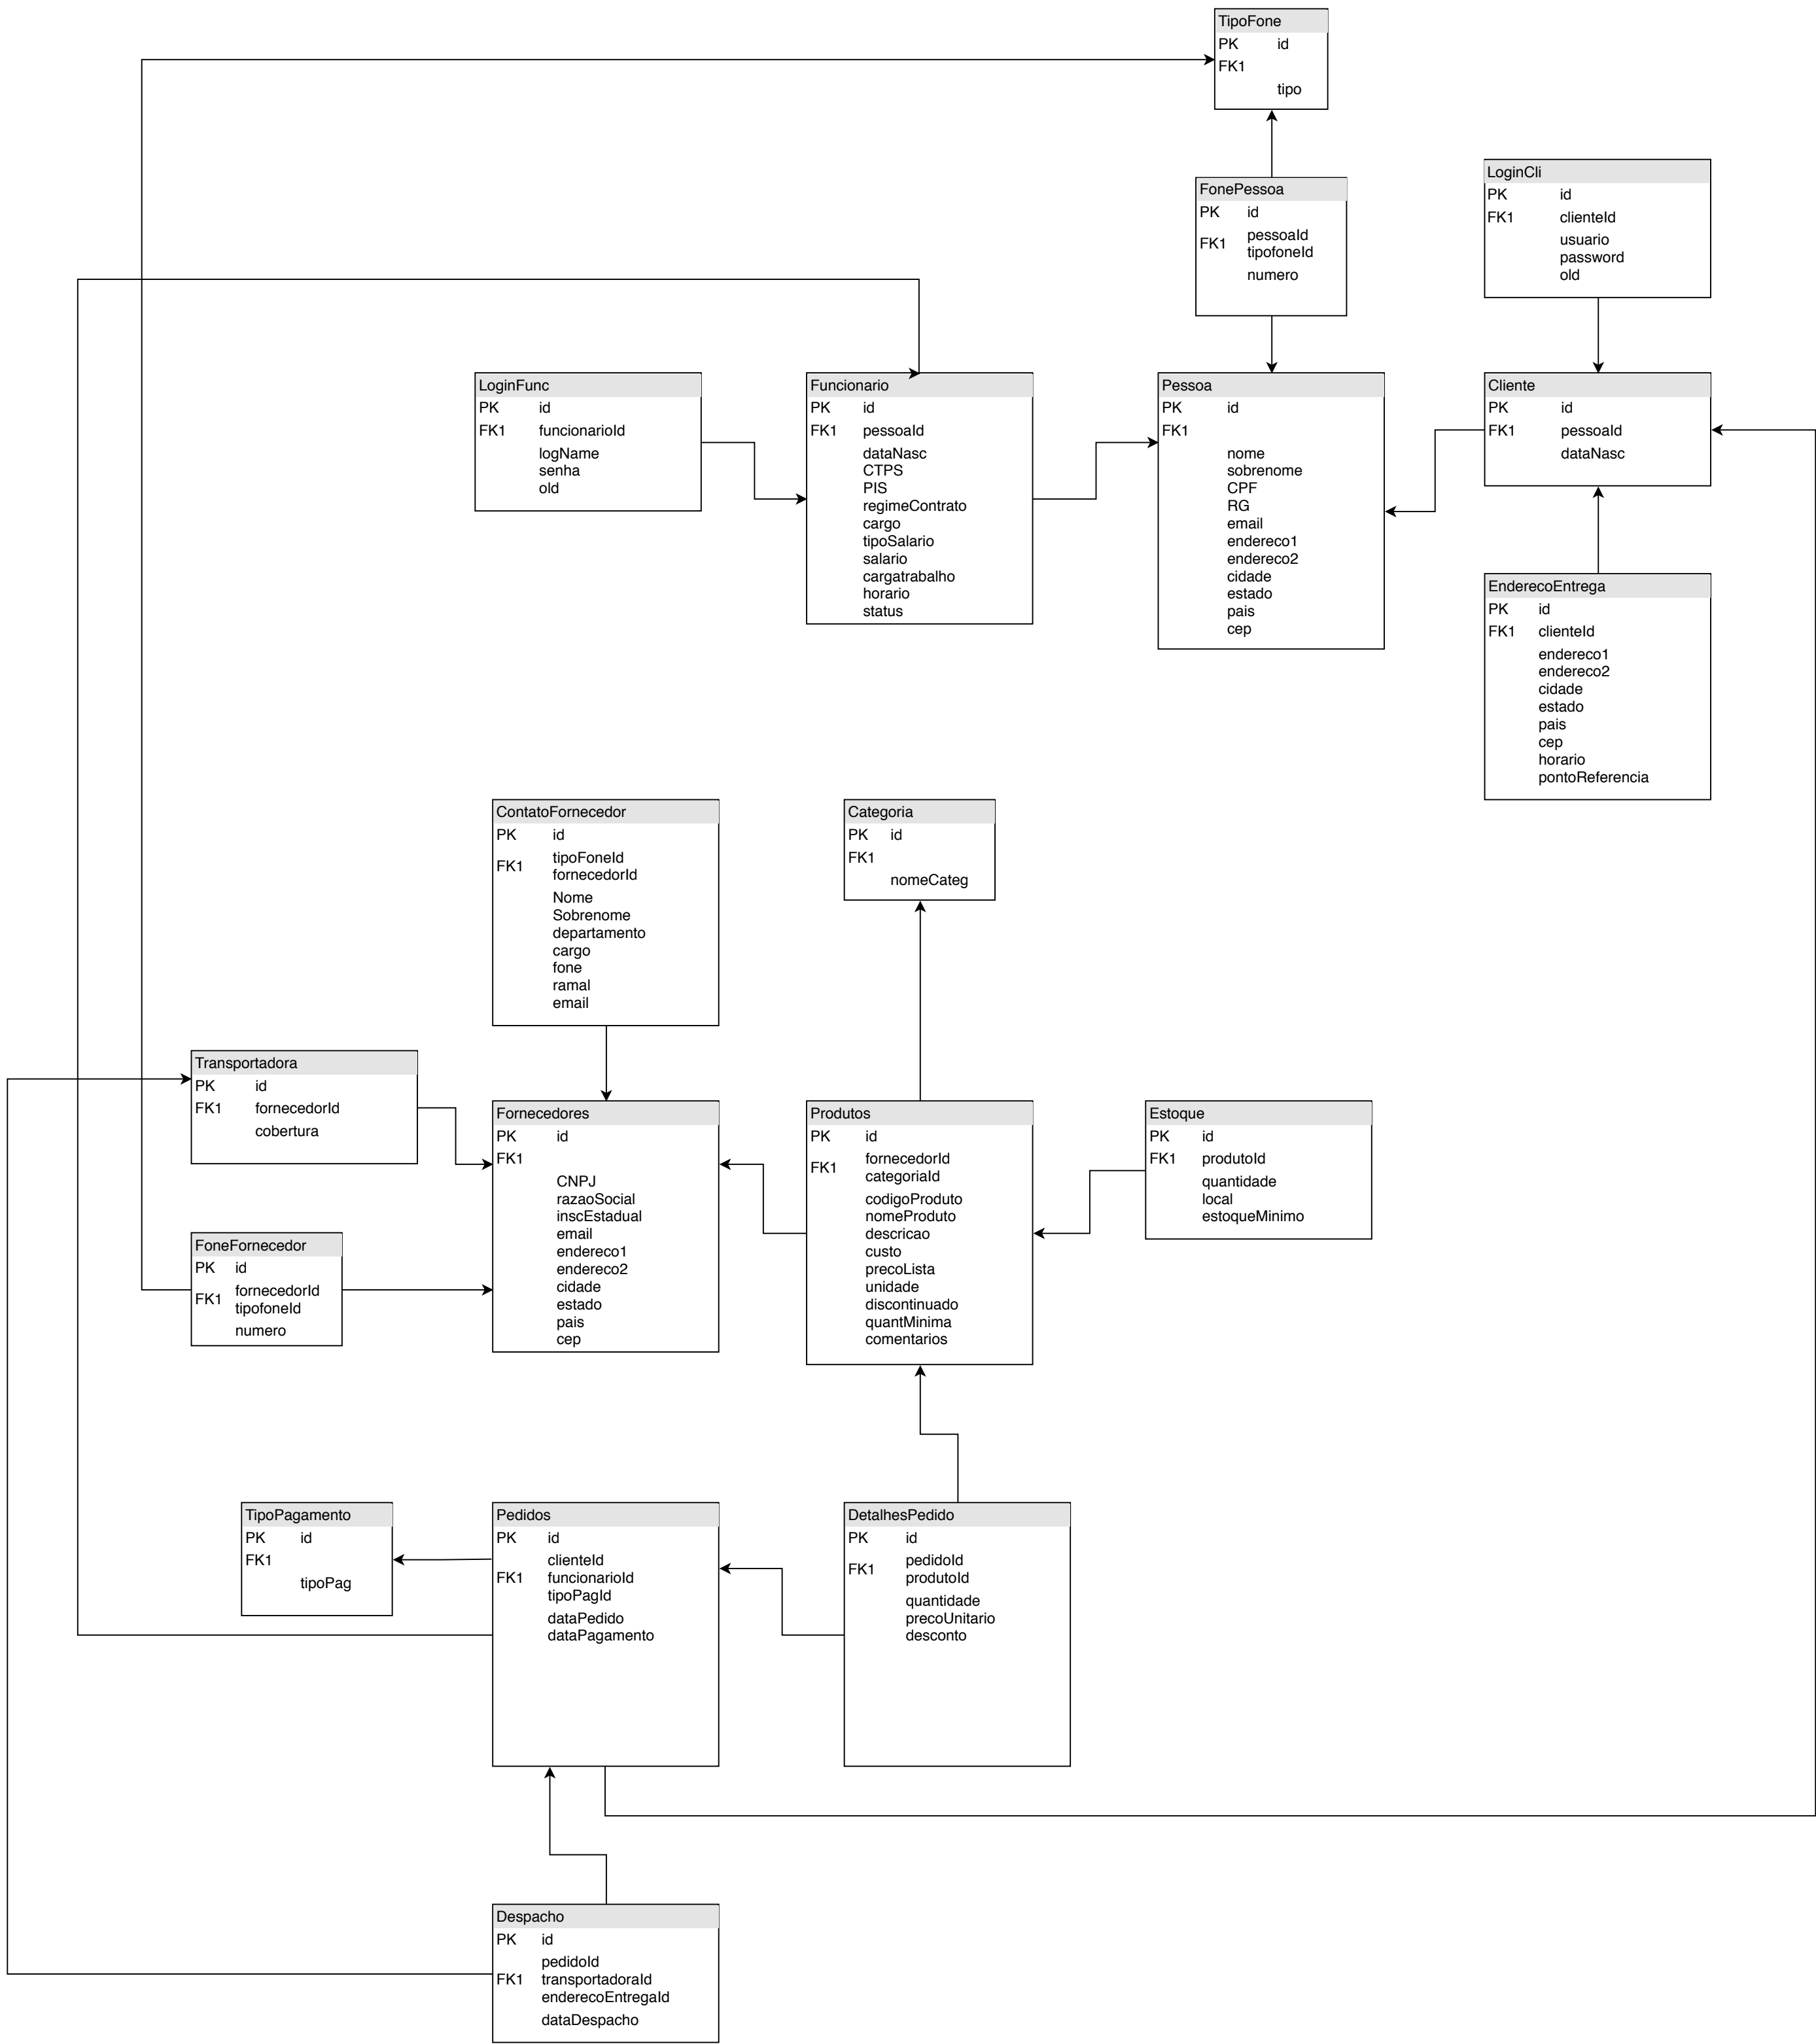 TipoFone
PK id
FK1
tipo
FonePessoa
PK id
FK1 pessoaId
tipofoneId
numero
LoginCli
PK id
FK1 clienteId
usuario
password
old
LoginFunc
PK id
FK1 funcionarioId
logName
senha
old
Funcionario
PK id
FK1 pessoaId
dataNasc
CTPS
PIS
regimeContrato
cargo
tipoSalario
salario
cargatrabalho
horario
status
Pessoa
PK id
FK1
nome
sobrenome
CPF
RG
email
endereco1
endereco2
cidade
estado
pais
cep
Cliente
PK id
FK1 pessoaId
dataNasc
EnderecoEntrega
PK id
FK1 clienteId
endereco1
endereco2
cidade
estado
pais
cep
horario
pontoReferencia
ContatoFornecedor
PK id
FK1 tipoFoneId
fornecedorId
Nome
Sobrenome
departamento
cargo
fone
ramal
email
Categoria
PK id
FK1
nomeCateg
Transportadora
PK id
FK1 fornecedorId
cobertura
Fornecedores
PK id
FK1
CNPJ
razaoSocial
inscEstadual
email
endereco1
endereco2
cidade
estado
pais
cep
Produtos
PK id
FK1 fornecedorId
categoriaId
codigoProduto
nomeProduto
descricao
custo
precoLista
unidade
discontinuado
quantMinima
comentarios
Estoque
PK id
FK1 produtoId
quantidade
local
estoqueMinimo
FoneFornecedor
PK id
FK1 fornecedorId
tipofoneId
numero
TipoPagamento
PK id
FK1
tipoPag
Pedidos
PK id
clienteId
FK1 funcionarioId
tipoPagId
dataPedido
dataPagamento
DetalhesPedido
PK id
FK1 pedidoId
produtoId
quantidade
precoUnitario
desconto
Despacho
PK id
pedidoId
FK1 transportadoraId
enderecoEntregaId
dataDespacho